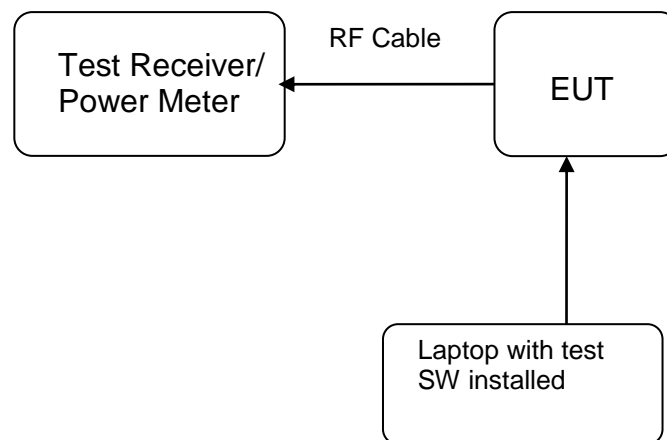 RF Cable
Test Receiver/
Power Meter
EUT
Laptop with test
SW installed